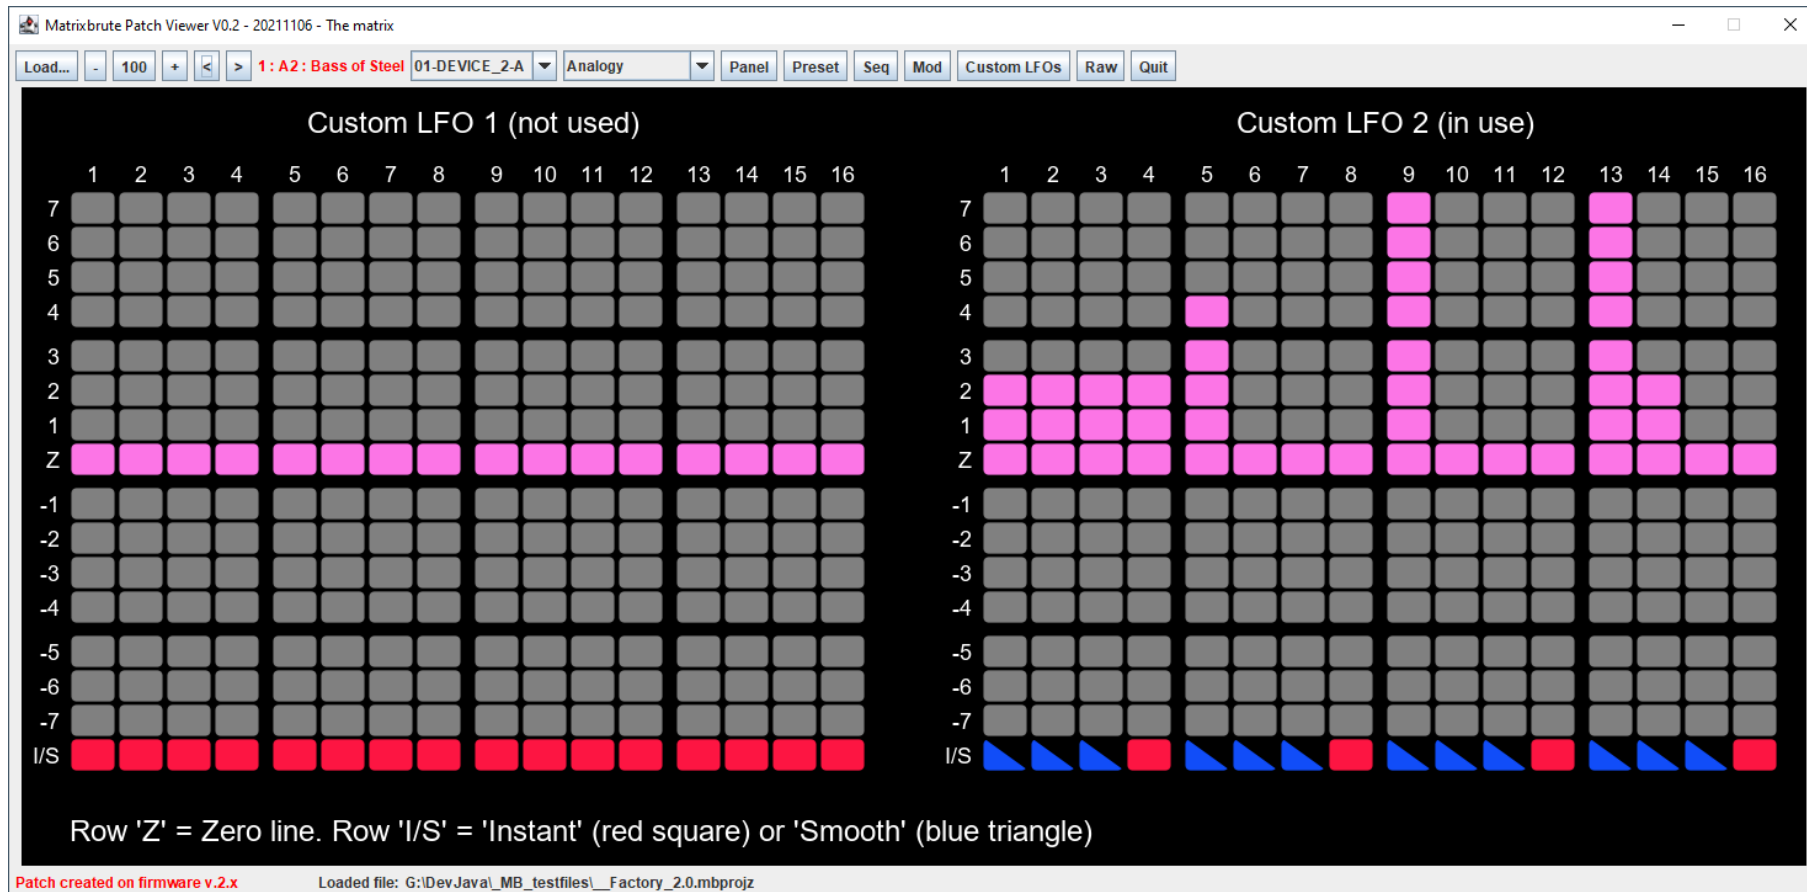 Matrixbrute Patch Viewer V0.2 - 20211106 - The matrix
Load... - 100 + < > 1 : A2 : Bass of Steel 01-DEVICE_2-A Analogy Panel Preset Seq Mod Custom LFOs Raw Quit
Custom LFO 1 (not used) Custom LFO 2 (in use)
1 2 3 4 5 6 7 8 9 10 11 12 13 14 15 16 1 2 3 4 5 6 7 8 9 10 11 12 13 14 15 16
7 7
6 6
5 5
4 4
3 3
2 2
1 1
Z Z
-1 -1
-2 -2
-3 -3
-4 -4
-5 -5
-6 -6
-7 -7
I/S I/S
Row 'Z' = Zero line. Row 'I/S' = 'Instant' (red square) or 'Smooth' (blue triangle)
Patch created on firmware v.2.x Loaded file: G:\DevJava\_MB_testfiles\__Factory_2.0.mbprojz